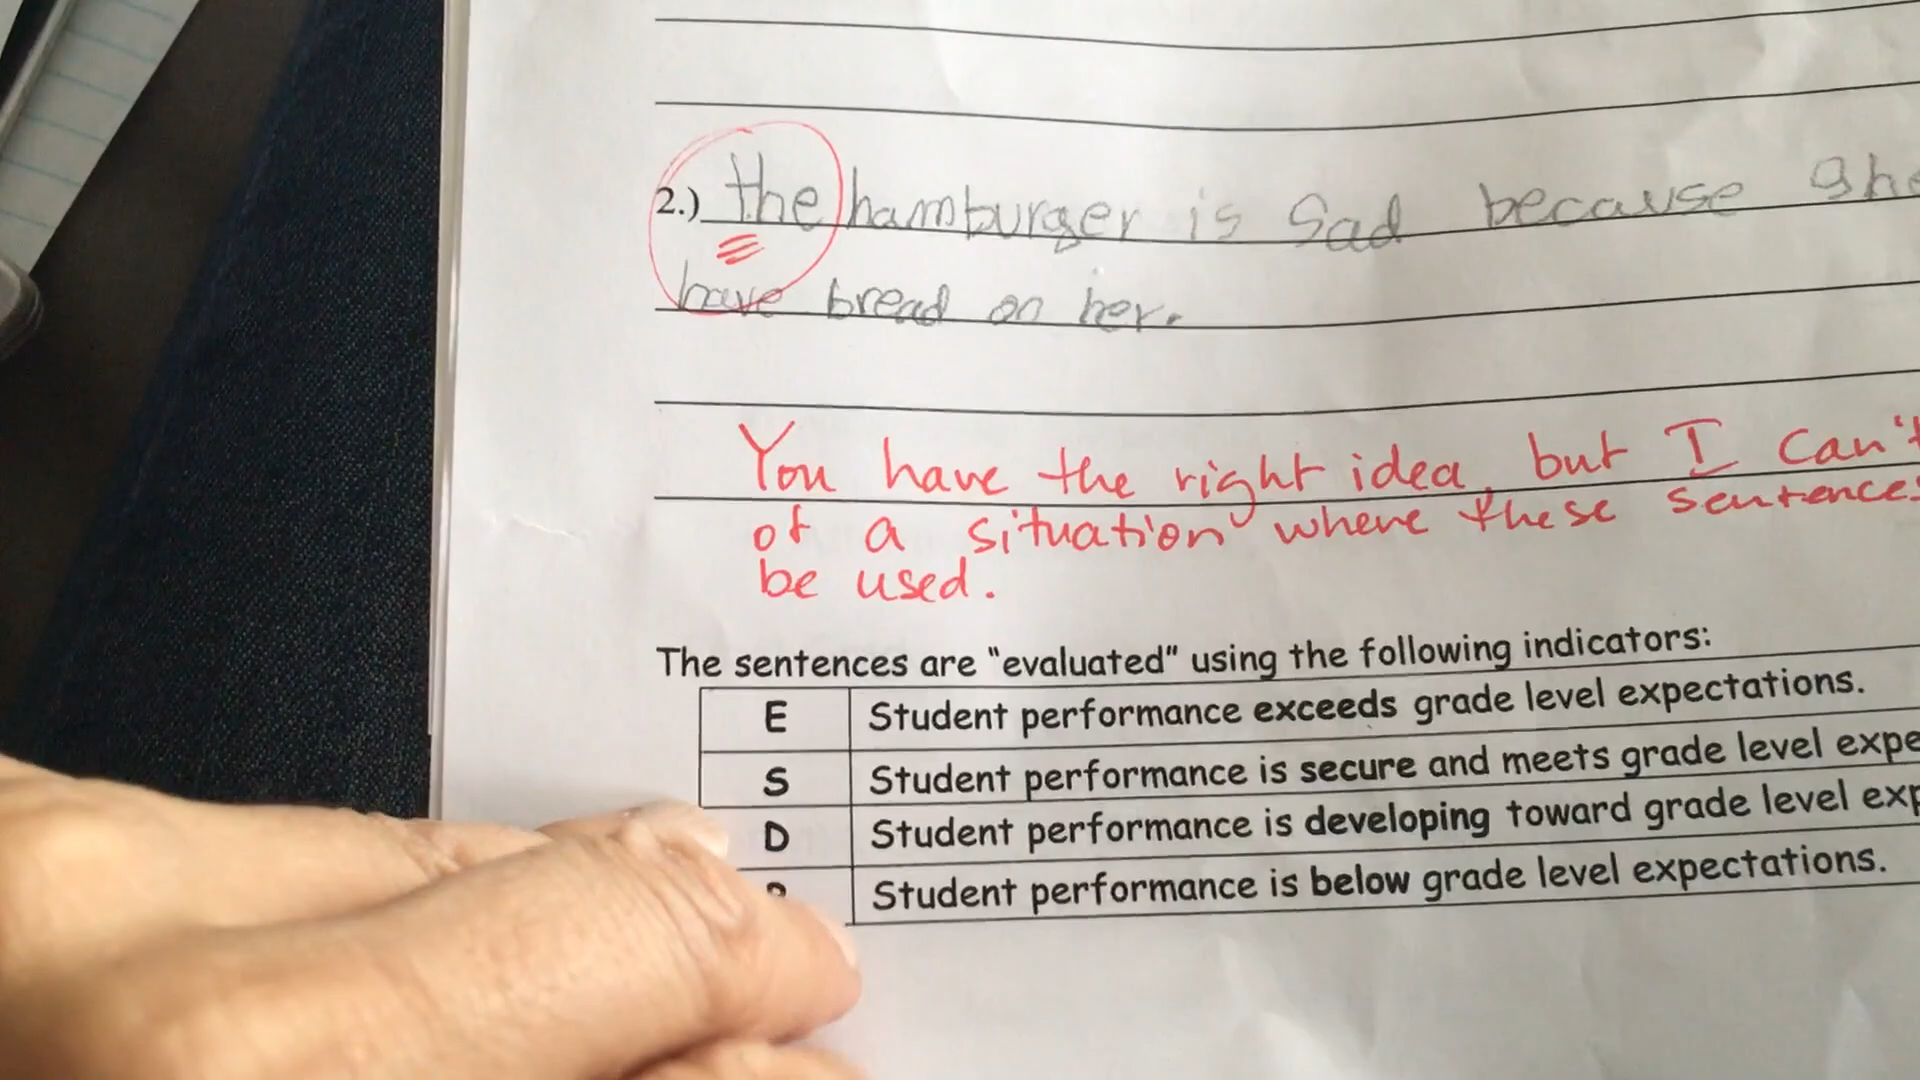 2.) the hamburger is Sad because she
have bread on her.
You have the right idea, but I can't
of a situation where these sentences
be used.
The sentences are "evaluated" using the following indicators:
E Student performance exceeds grade level expectations.
S Student performance is secure and meets grade level expe
D Student performance is developing toward grade level exp
Student performance is below grade level expectations.